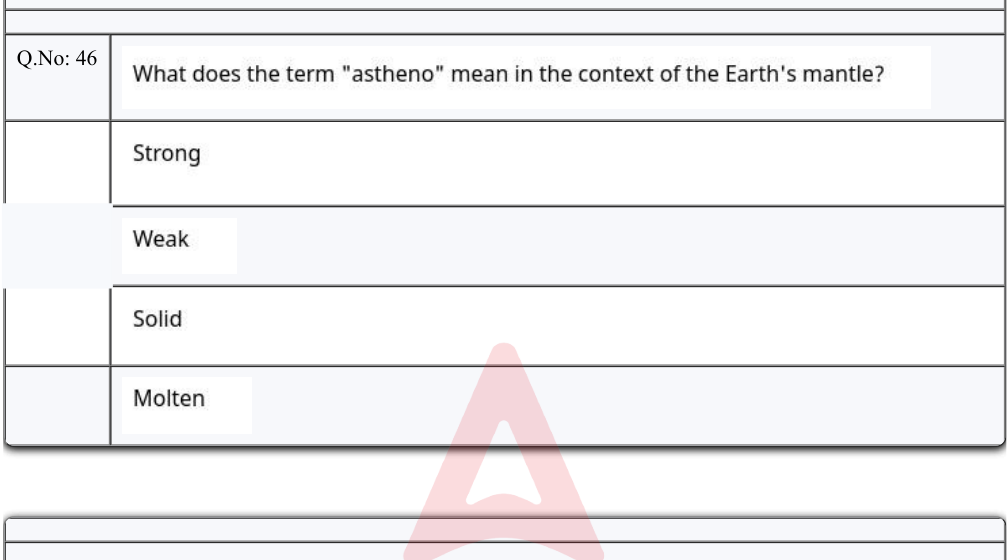 Q.No: 46
What does the term "astheno" mean in the context of the Earth's mantle?
Strong
Weak
Solid
Molten